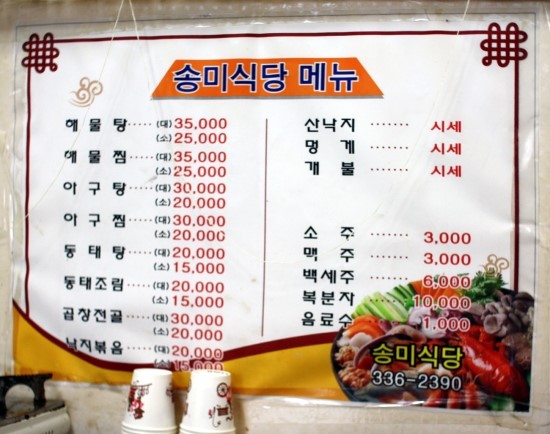 송미식당 메뉴
해물탕 ······ (대) 35,000
(소) 25,000
해물찜 ······ (대) 35,000
(소) 25,000
아구탕 ······ (대) 30,000
(소) 20,000
아구찜 ······ (대) 30,000
(소) 20,000
동태탕 ······ (대) 20,000
(소) 15,000
동태조림 ······ (대) 20,000
(소) 15,000
곱창전골 ······ (대) 30,000
(소) 20,000
낙지볶음 ······ (대) 20,000
(소) 15,000
산낙지 ······ 시세
멍게 ······ 시세
개불 ······ 시세
소주 ······ 3,000
맥주 ······ 3,000
백세주 ······ 6,000
복분자 ······ 10,000
음료수 ······ 1,000
송미식당
336-2390